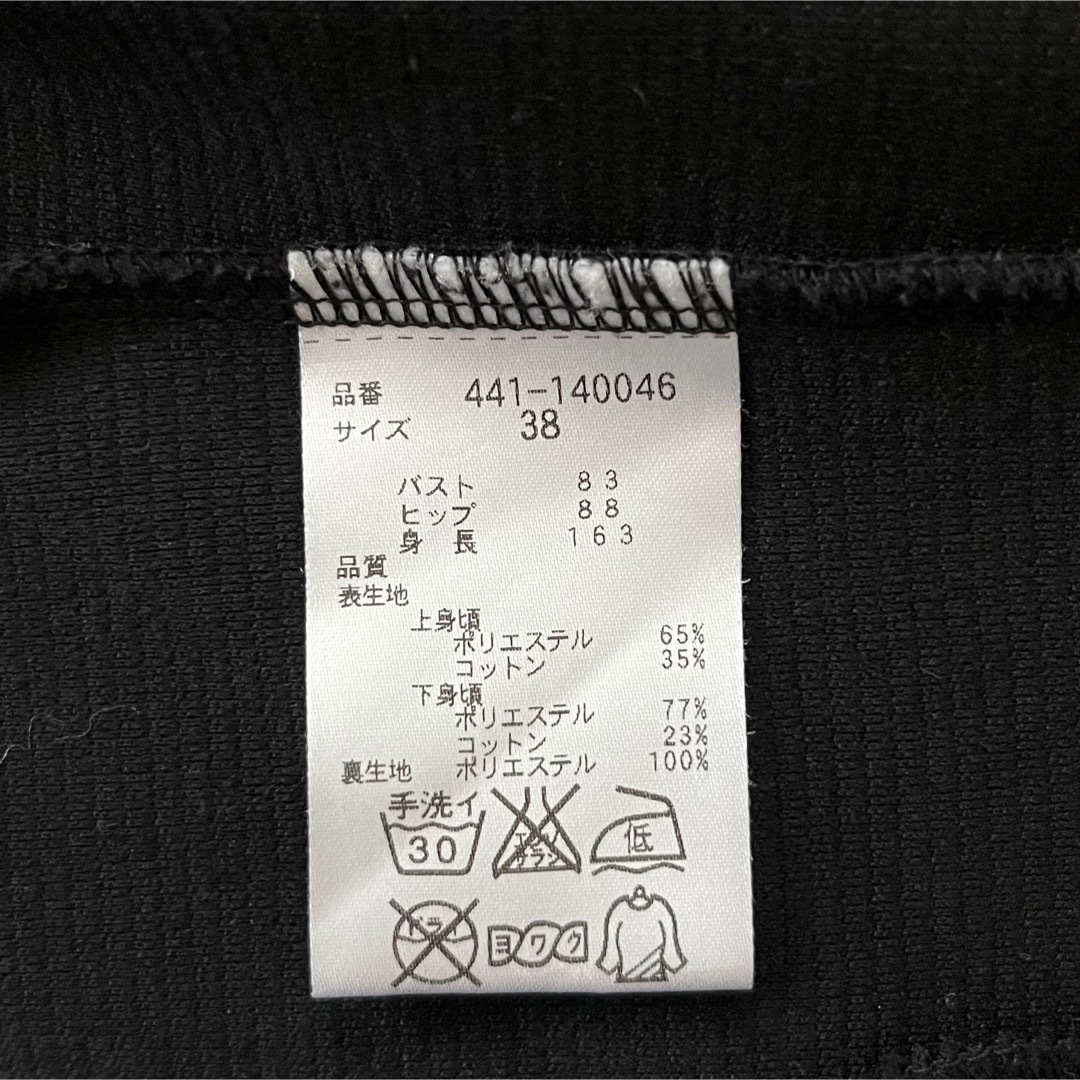 品番 441-140046
サイズ 38
バスト 83
ヒップ 88
身長 163
品質
表生地
上身頃
ポリエステル 65%
コットン 35%
下身頃
ポリエステル 77%
コットン 23%
裏生地 ポリエステル 100%
手洗イ
30
エンソ
サラシ
低
ドライ
ヨワク